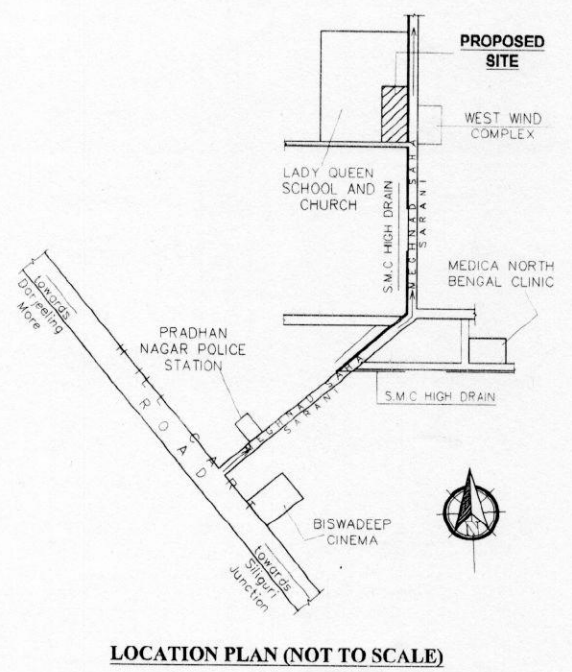 PROPOSED
SITE
WEST WIND
COMPLEX
LADY QUEEN
SCHOOL AND
CHURCH
S.M.C HIGH DRAIN
MEGHNAD SAHA
SARANI
MEDICA NORTH
BENGAL CLINIC
towards
Darjeeling
More
PRADHAN
NAGAR POLICE
STATION
HILL CART
ROAD
MEGHNAD SAHA
SARANI
S.M.C HIGH DRAIN
BISWADEEP
CINEMA
towards
Siliguri
Junction
N
LOCATION PLAN (NOT TO SCALE)